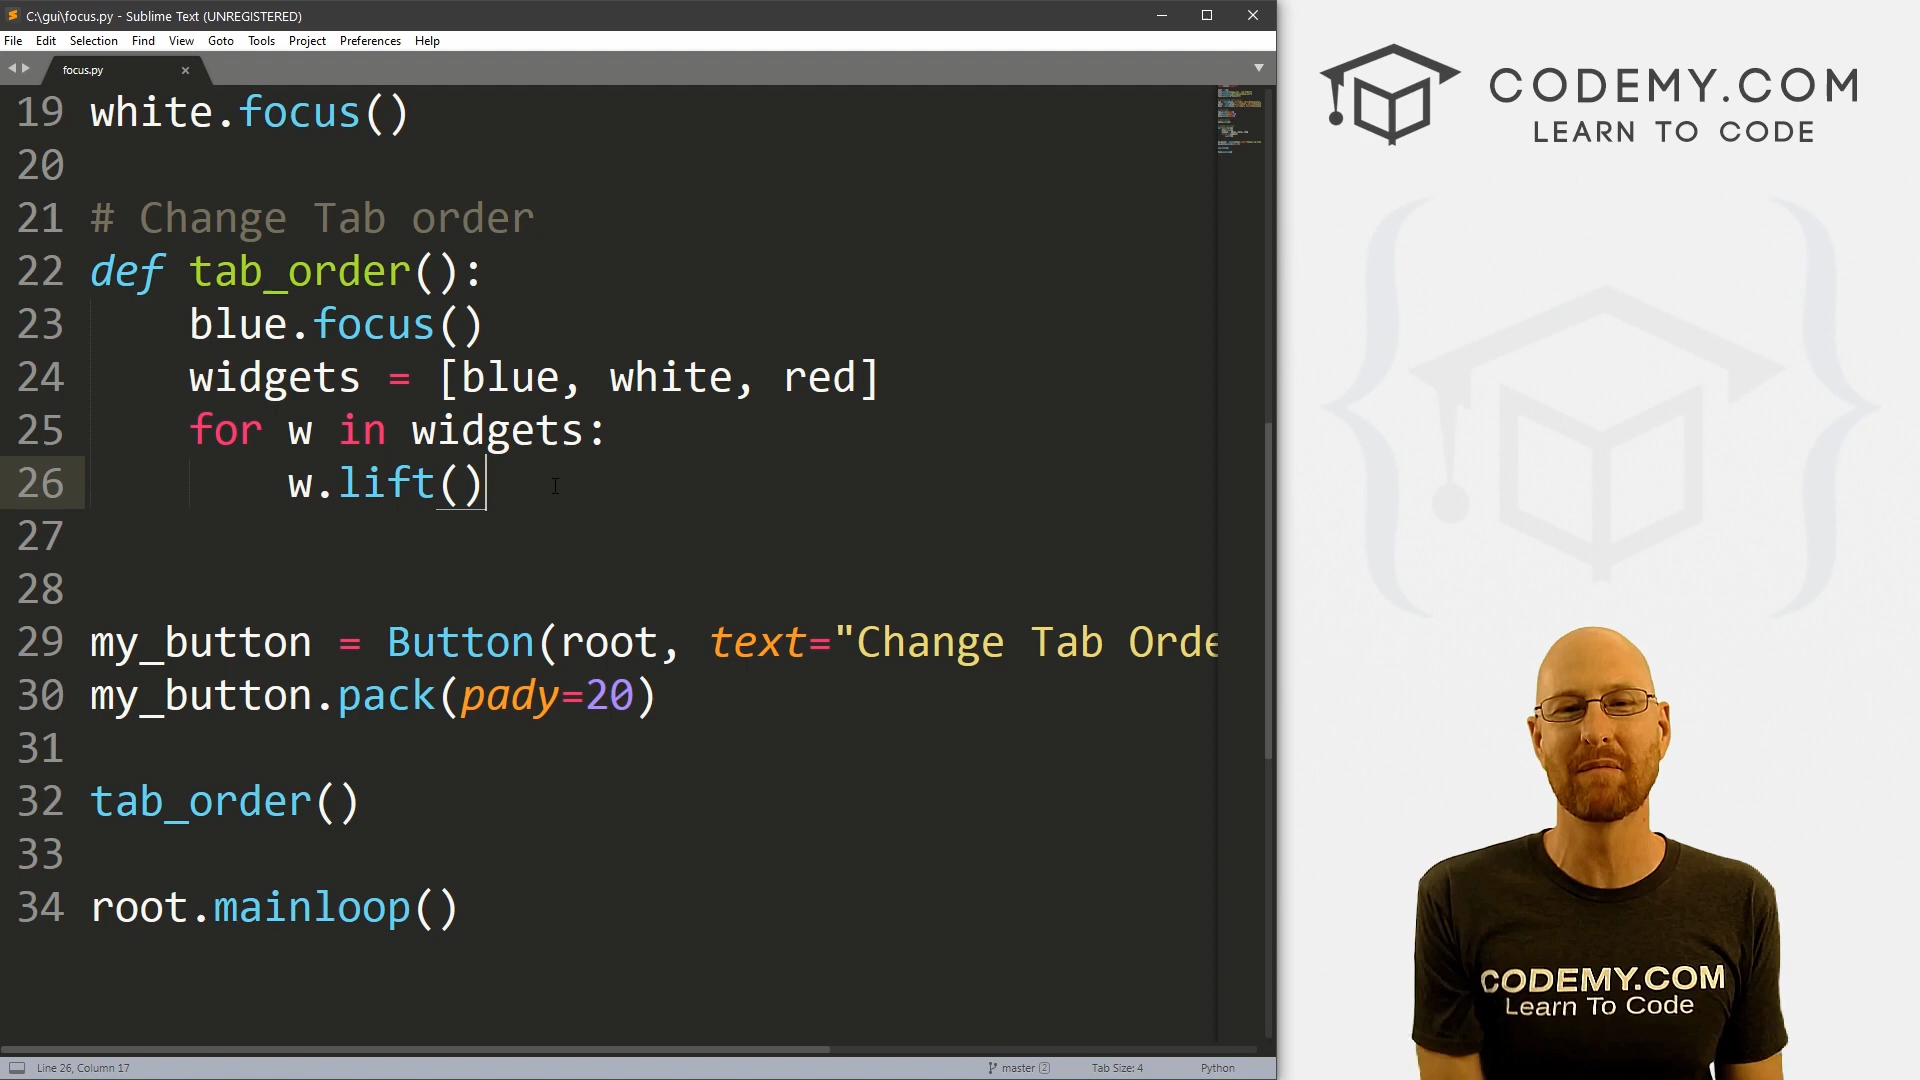 C:\gui\focus.py - Sublime Text (UNREGISTERED)
File Edit Selection Find View Goto Tools Project Preferences Help
focus.py
19 white.focus()
20
21 # Change Tab order
22 def tab_order():
23 blue.focus()
24 widgets = [blue, white, red]
25 for w in widgets:
26 w.lift()
27
28
29 my_button = Button(root, text="Change Tab Orde
30 my_button.pack(pady=20)
31
32 tab_order()
33
34 root.mainloop()
Line 26, Column 17
master 2
Tab Size: 4
Python
CODEMY.COM
LEARN TO CODE
CODEMY.COM
Learn To Code